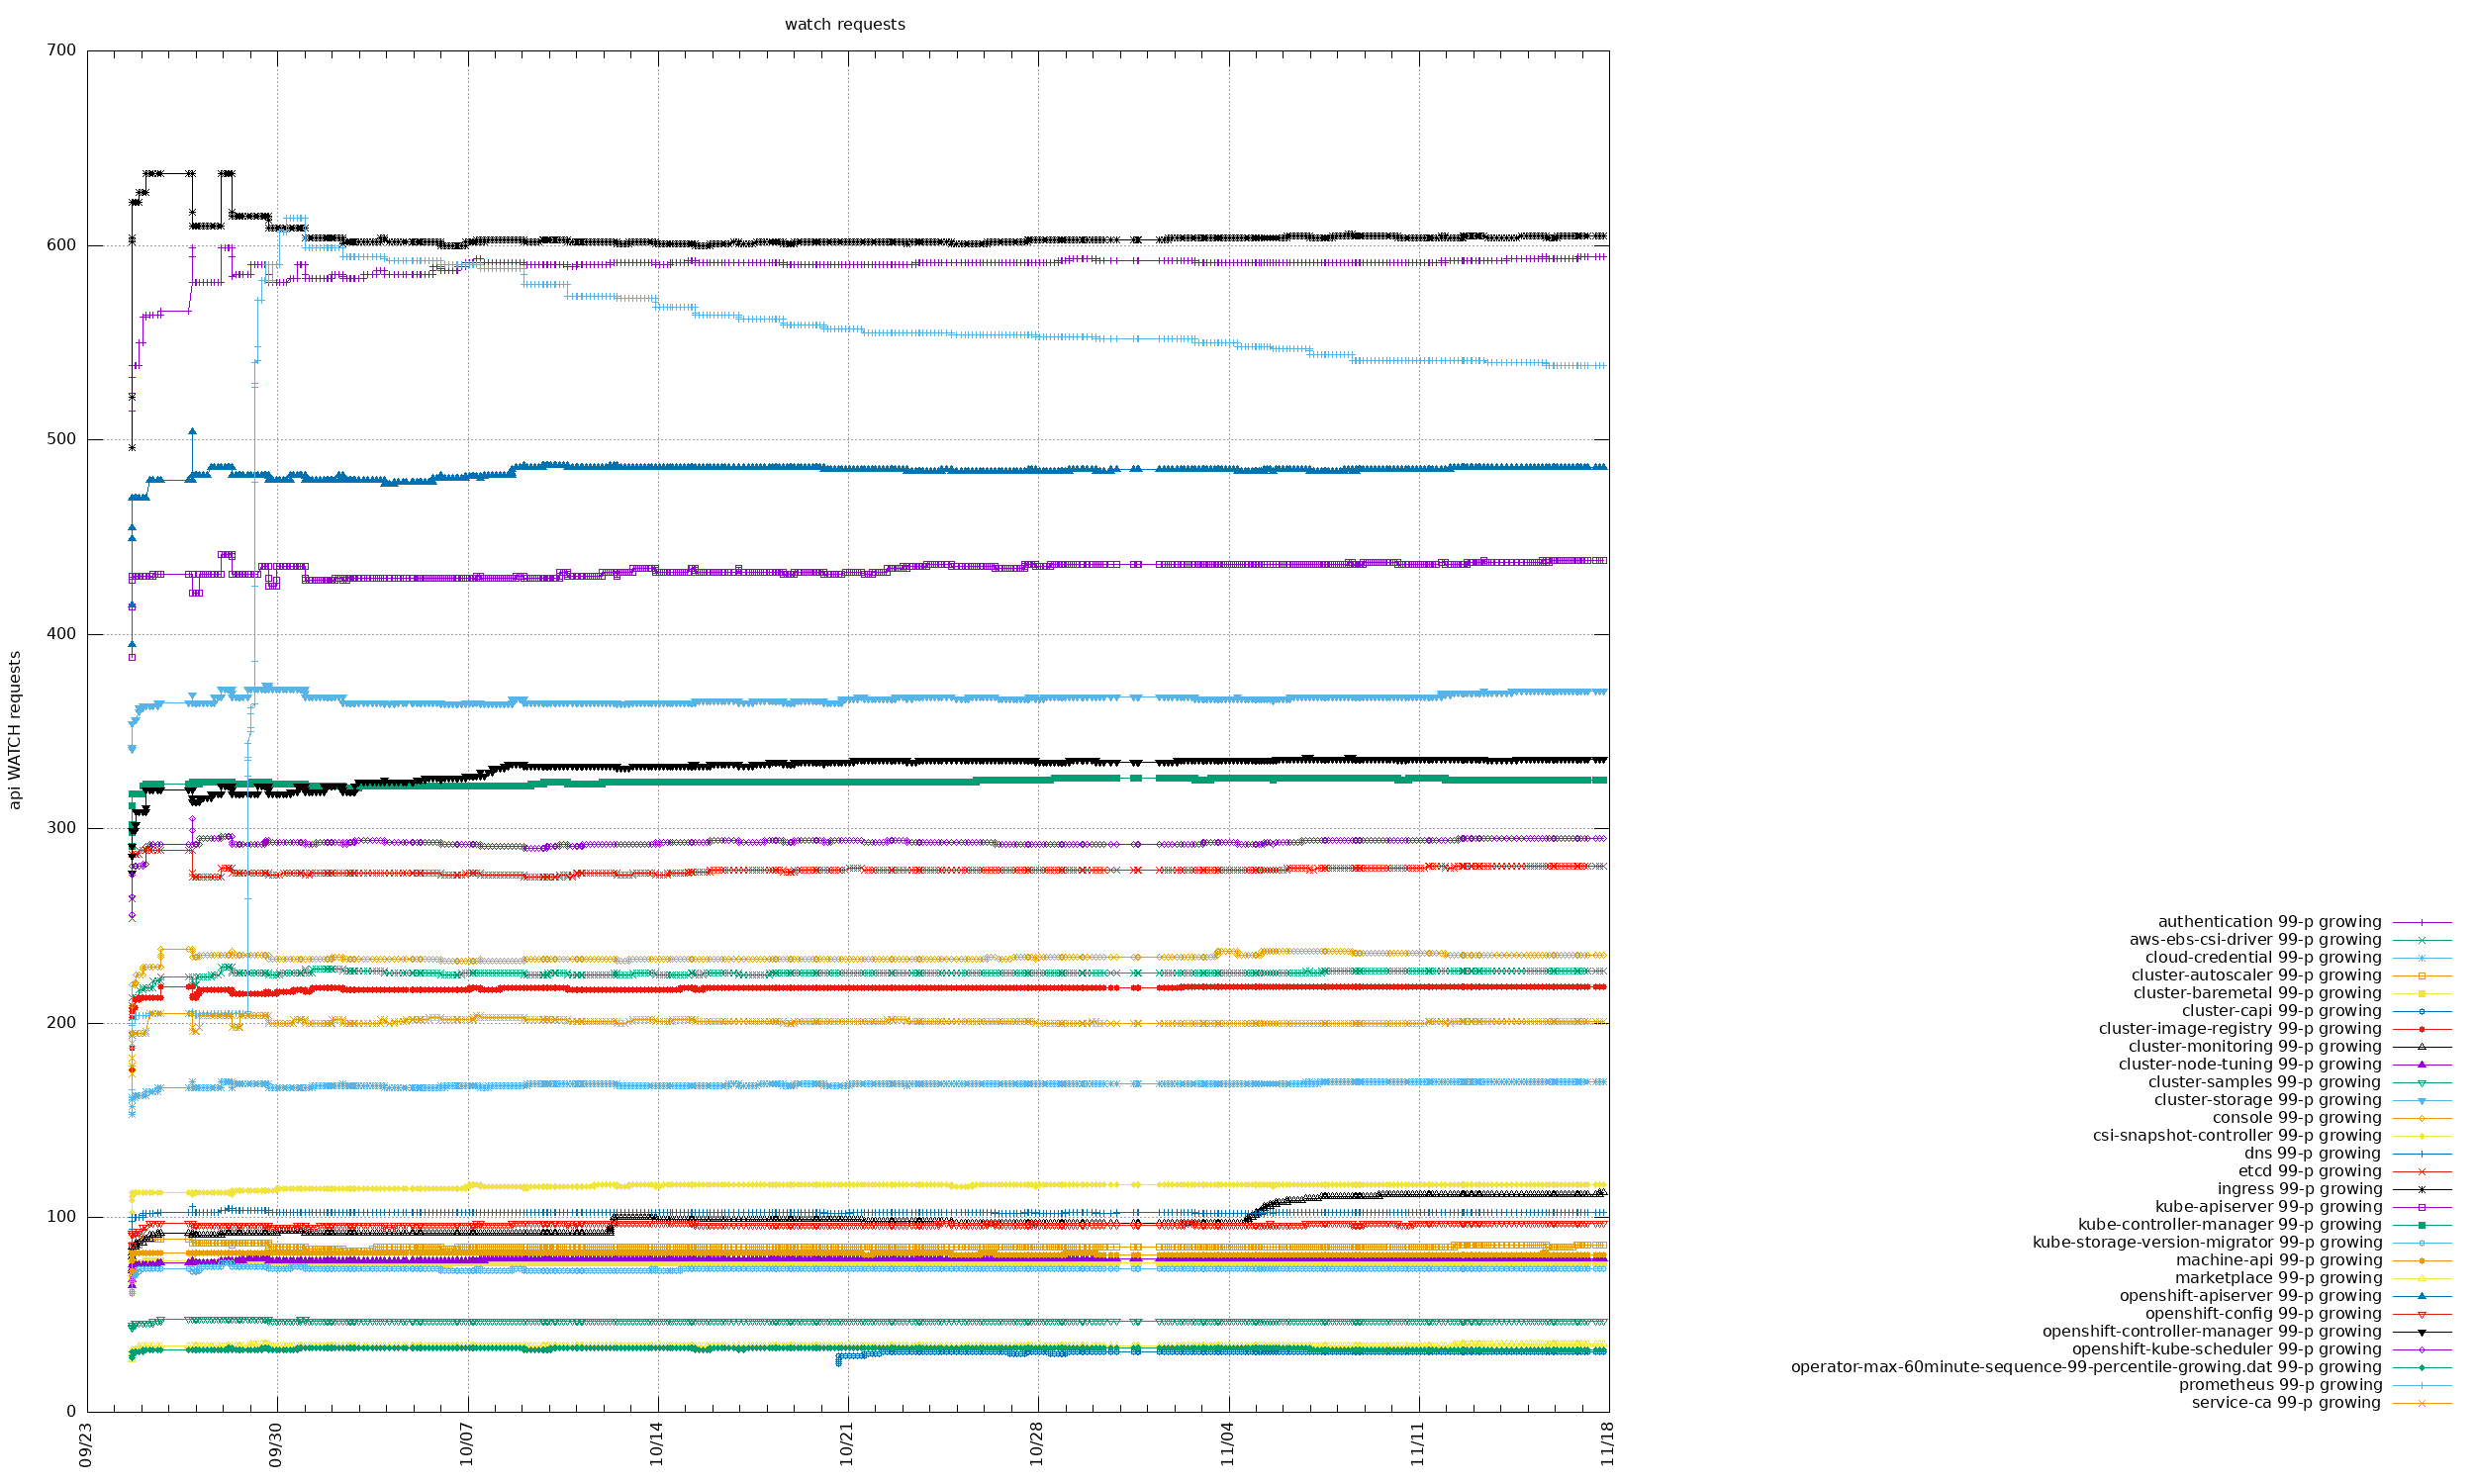 watch requests
700
600
500
400
300
200
100
0
api WATCH requests
09/23
09/30
10/07
10/14
10/21
10/28
11/04
11/11
11/18
authentication 99-p growing
aws-ebs-csi-driver 99-p growing
cloud-credential 99-p growing
cluster-autoscaler 99-p growing
cluster-baremetal 99-p growing
cluster-capi 99-p growing
cluster-image-registry 99-p growing
cluster-monitoring 99-p growing
cluster-node-tuning 99-p growing
cluster-samples 99-p growing
cluster-storage 99-p growing
console 99-p growing
csi-snapshot-controller 99-p growing
dns 99-p growing
etcd 99-p growing
ingress 99-p growing
kube-apiserver 99-p growing
kube-controller-manager 99-p growing
kube-storage-version-migrator 99-p growing
machine-api 99-p growing
marketplace 99-p growing
openshift-apiserver 99-p growing
openshift-config 99-p growing
openshift-controller-manager 99-p growing
openshift-kube-scheduler 99-p growing
operator-max-60minute-sequence-99-percentile-growing.dat 99-p growing
prometheus 99-p growing
service-ca 99-p growing